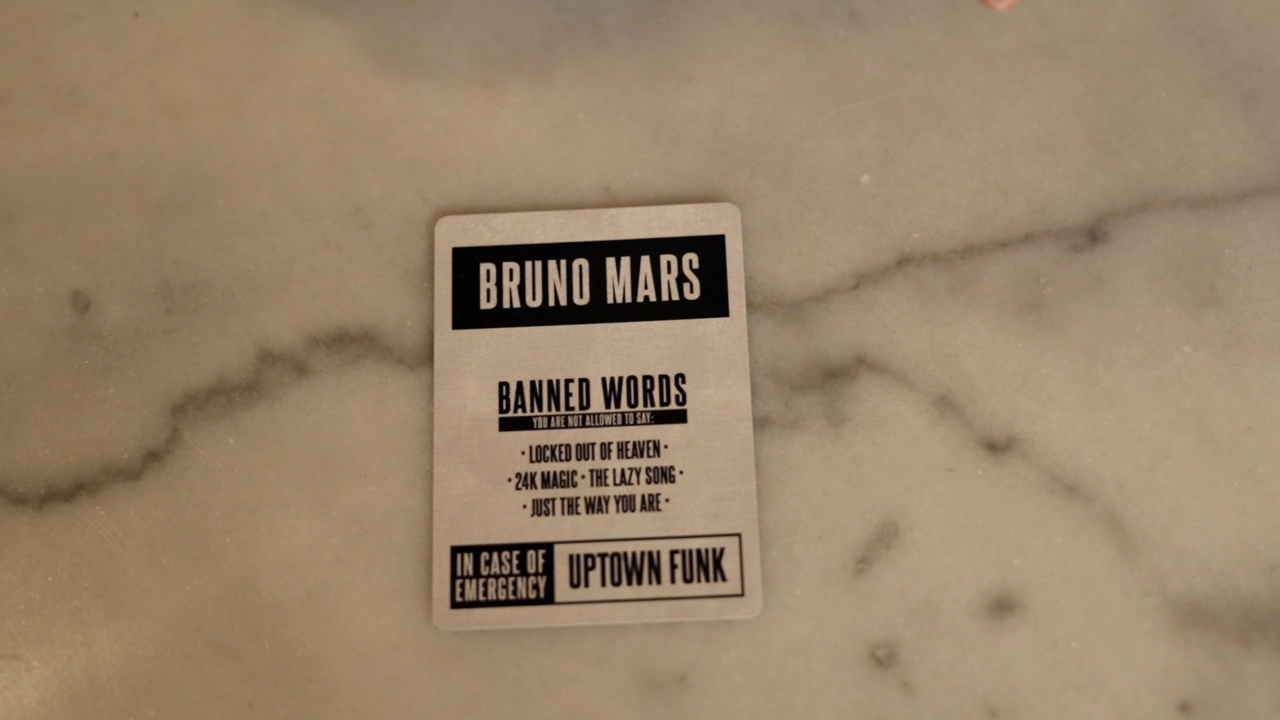 BRUNO MARS
BANNED WORDS
YOU ARE NOT ALLOWED TO SAY:
· LOCKED OUT OF HEAVEN ·
· 24K MAGIC · THE LAZY SONG ·
· JUST THE WAY YOU ARE ·
IN CASE OF
EMERGENCY
UPTOWN FUNK